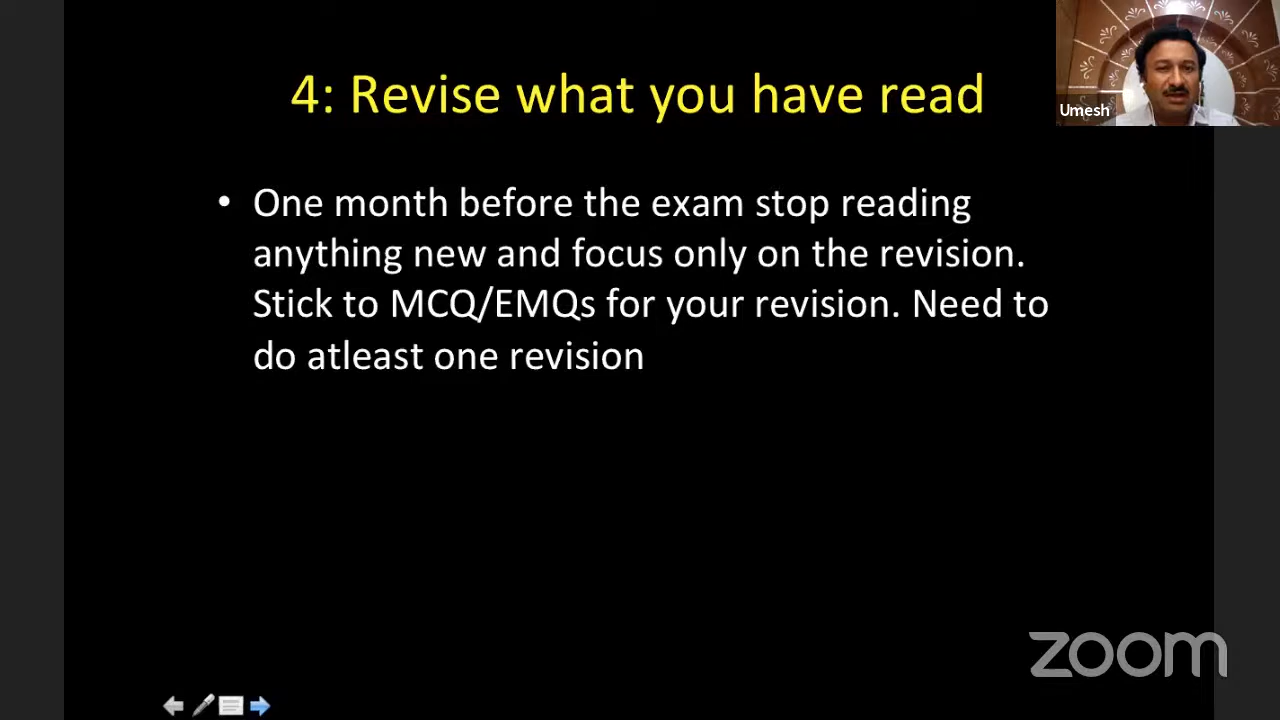 4: Revise what you have read
Umesh
• One month before the exam stop reading
anything new and focus only on the revision.
Stick to MCQ/EMQs for your revision. Need to
do atleast one revision
zoom